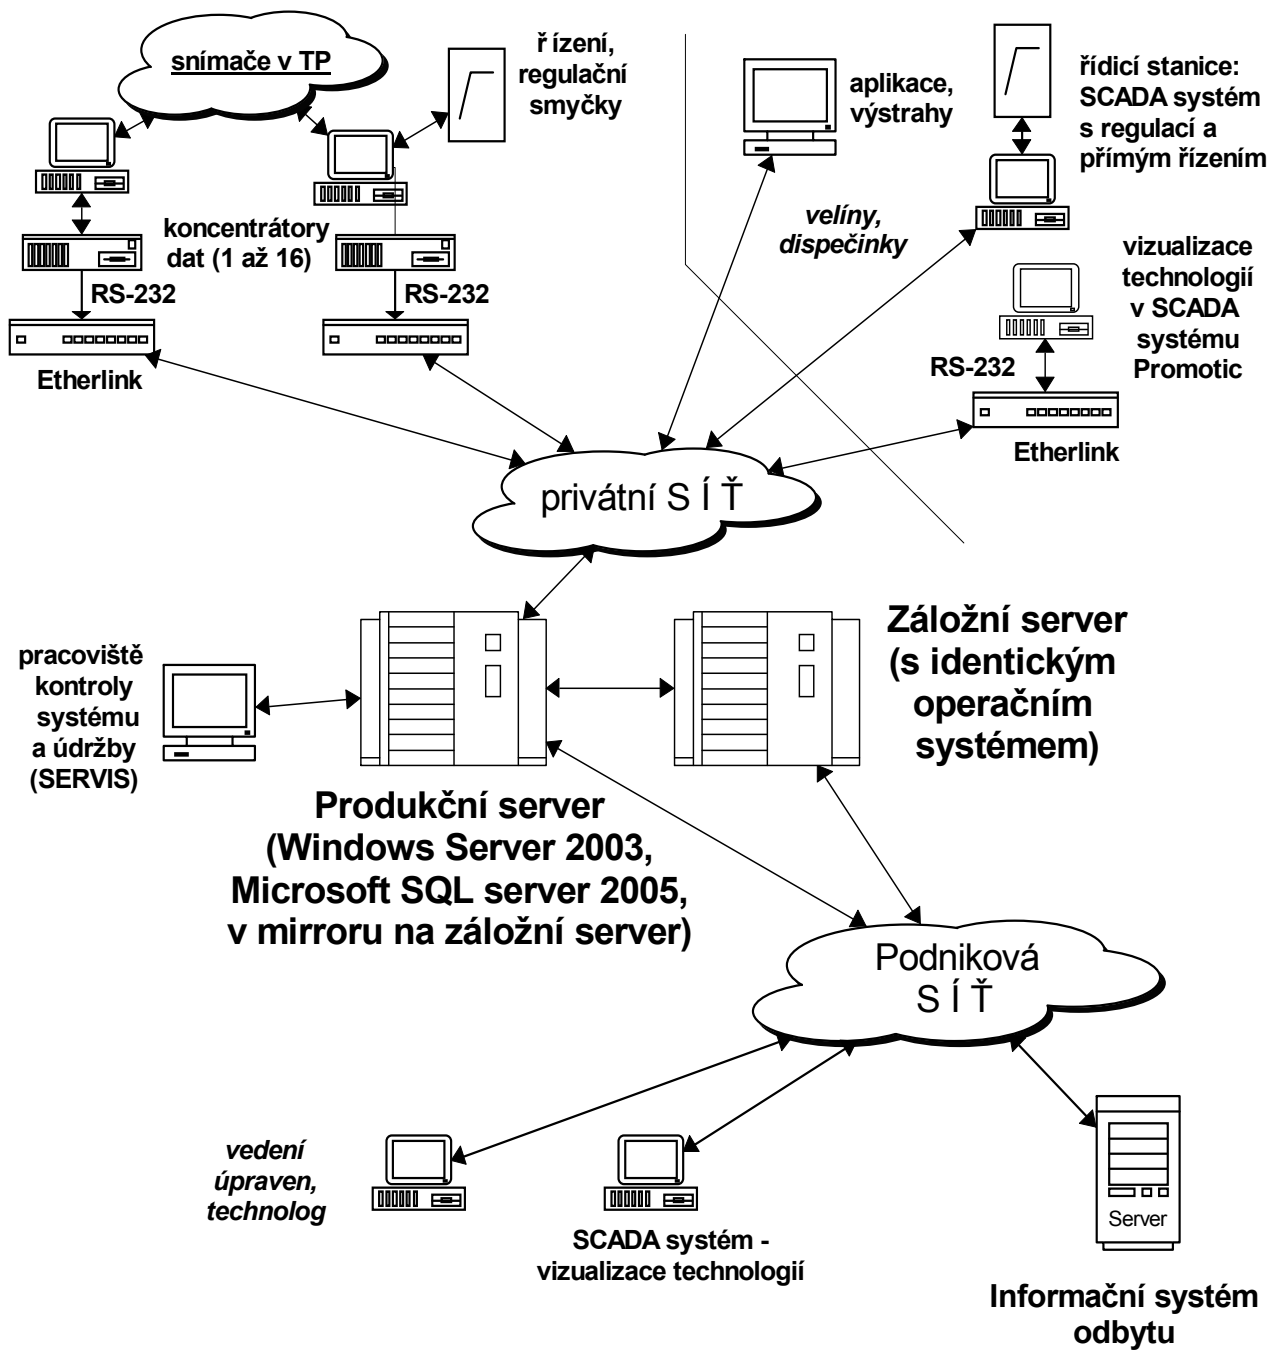 snímače v TP
ř ízení,
regulační
smyčky
aplikace,
výstrahy
řídicí stanice:
SCADA systém
s regulací a
přímým řízením
koncentrátory
dat (1 až 16)
velíny,
dispečinky
vizualizace
technologií
v SCADA
systému
Promotic
RS-232
RS-232
RS-232
Etherlink
Etherlink
privátní S Í Ť
pracoviště
kontroly
systému
a údržby
(SERVIS)
Záložní server
(s identickým
operačním
systémem)
Produkční server
(Windows Server 2003,
Microsoft SQL server 2005,
v mirroru na záložní server)
Podniková
S Í Ť
vedení
úpraven,
technolog
SCADA systém -
vizualizace technologií
Server
Informační systém
odbytu